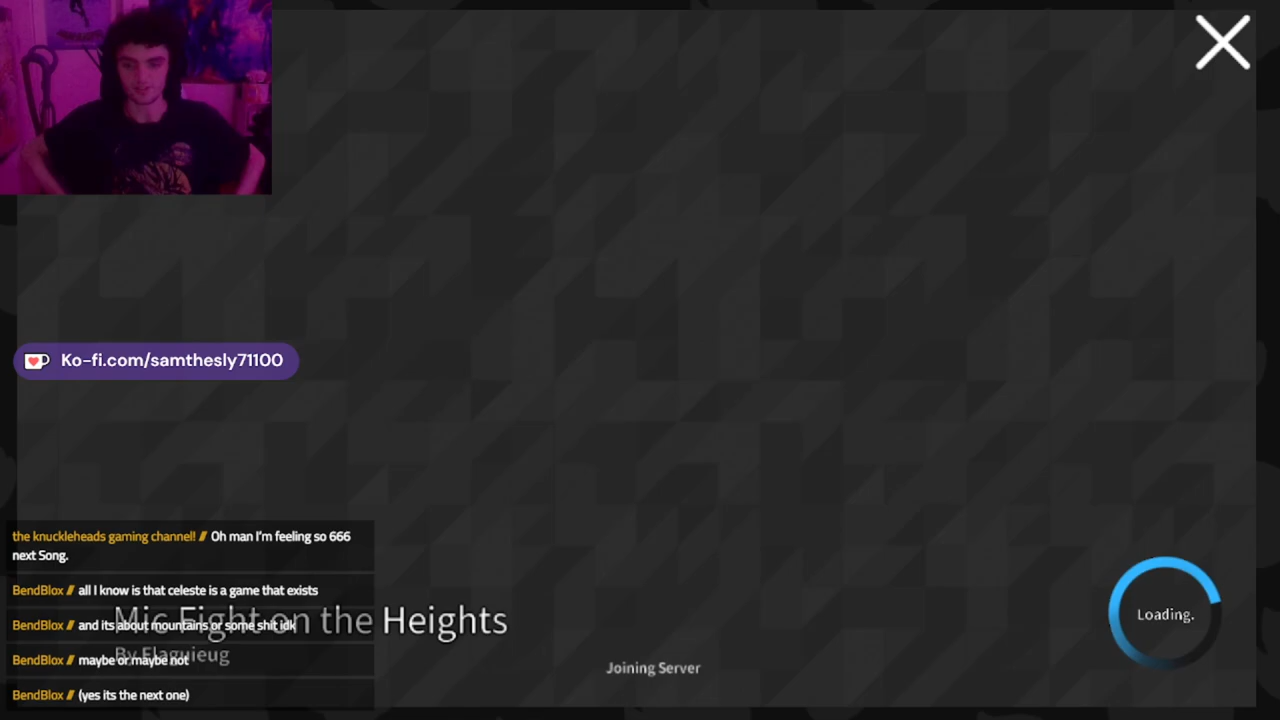 Ko-fi.com/samthesly71100
the knuckleheads gaming channel! // Oh man I'm feeling so 666
next Song.
BendBlox // all I know is that celeste is a game that exists
BendBlox // and its about mountains or some shit idk
BendBlox // maybe or maybe not
BendBlox // (yes its the next one)
Mic Fight on the Heights
By Elaguieug
Joining Server
Loading.